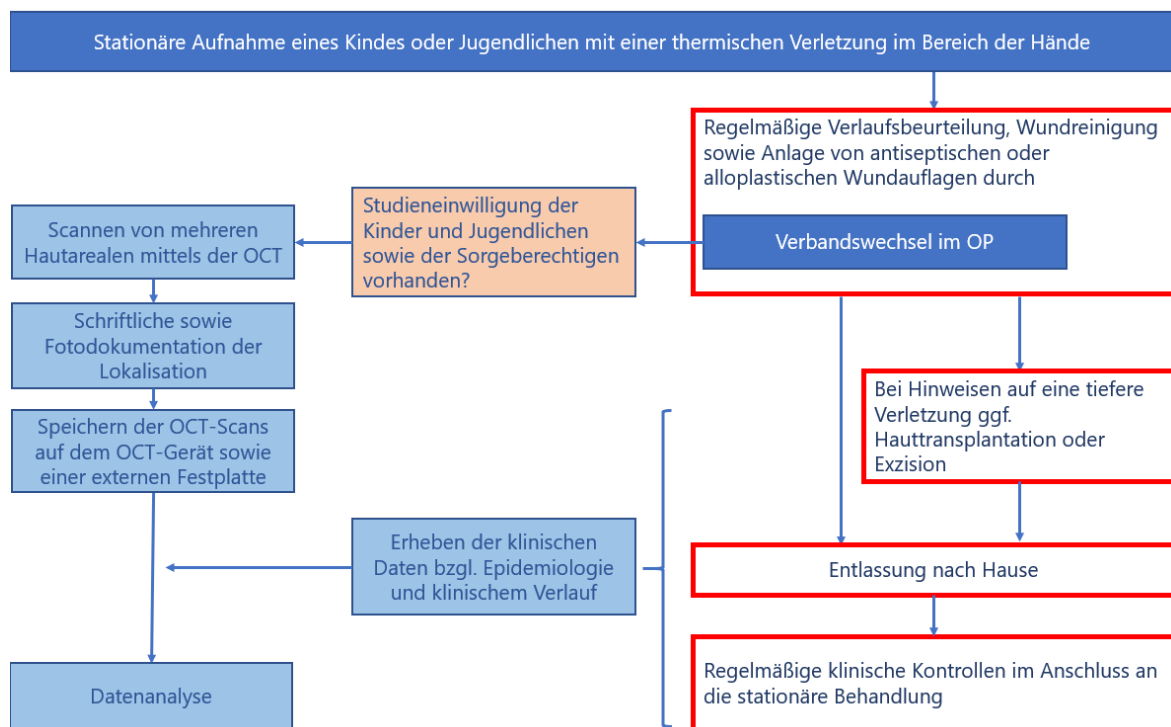 Stationäre Aufnahme eines Kindes oder Jugendlichen mit einer thermischen Verletzung im Bereich der Hände
Regelmäßige Verlaufsbeurteilung, Wundreinigung
sowie Anlage von antiseptischen oder
alloplastischen Wundauflagen durch
Verbandswechsel im OP
Studieneinwilligung der
Kinder und Jugendlichen
sowie der Sorgeberechtigen
vorhanden?
Scannen von mehreren
Hautarealen mittels der OCT
Schriftliche sowie
Fotodokumentation der
Lokalisation
Speichern der OCT-Scans
auf dem OCT-Gerät sowie
einer externen Festplatte
Bei Hinweisen auf eine tiefere
Verletzung ggf.
Hauttransplantation oder
Exzision
Erheben der klinischen
Daten bzgl. Epidemiologie
und klinischem Verlauf
Entlassung nach Hause
Regelmäßige klinische Kontrollen im Anschluss an
die stationäre Behandlung
Datenanalyse